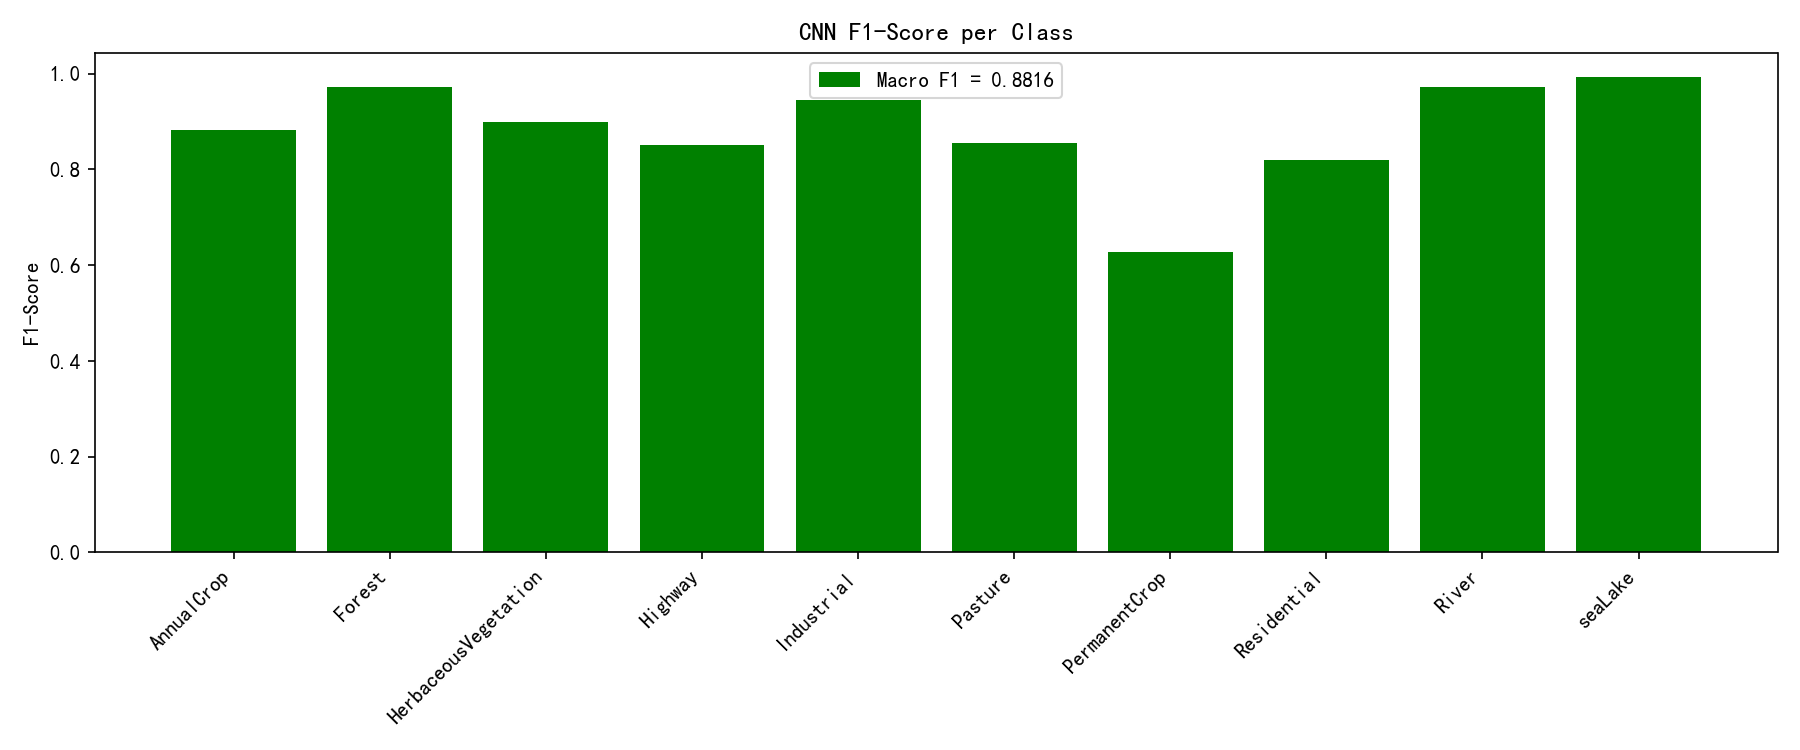 CNN F1-Score per Class
Macro F1 = 0.8816
F1-Score
1.0
0.8
0.6
0.4
0.2
0.0
AnnualCrop
Forest
HerbaceousVegetation
Highway
Industrial
Pasture
PermanentCrop
Residential
River
seaLake